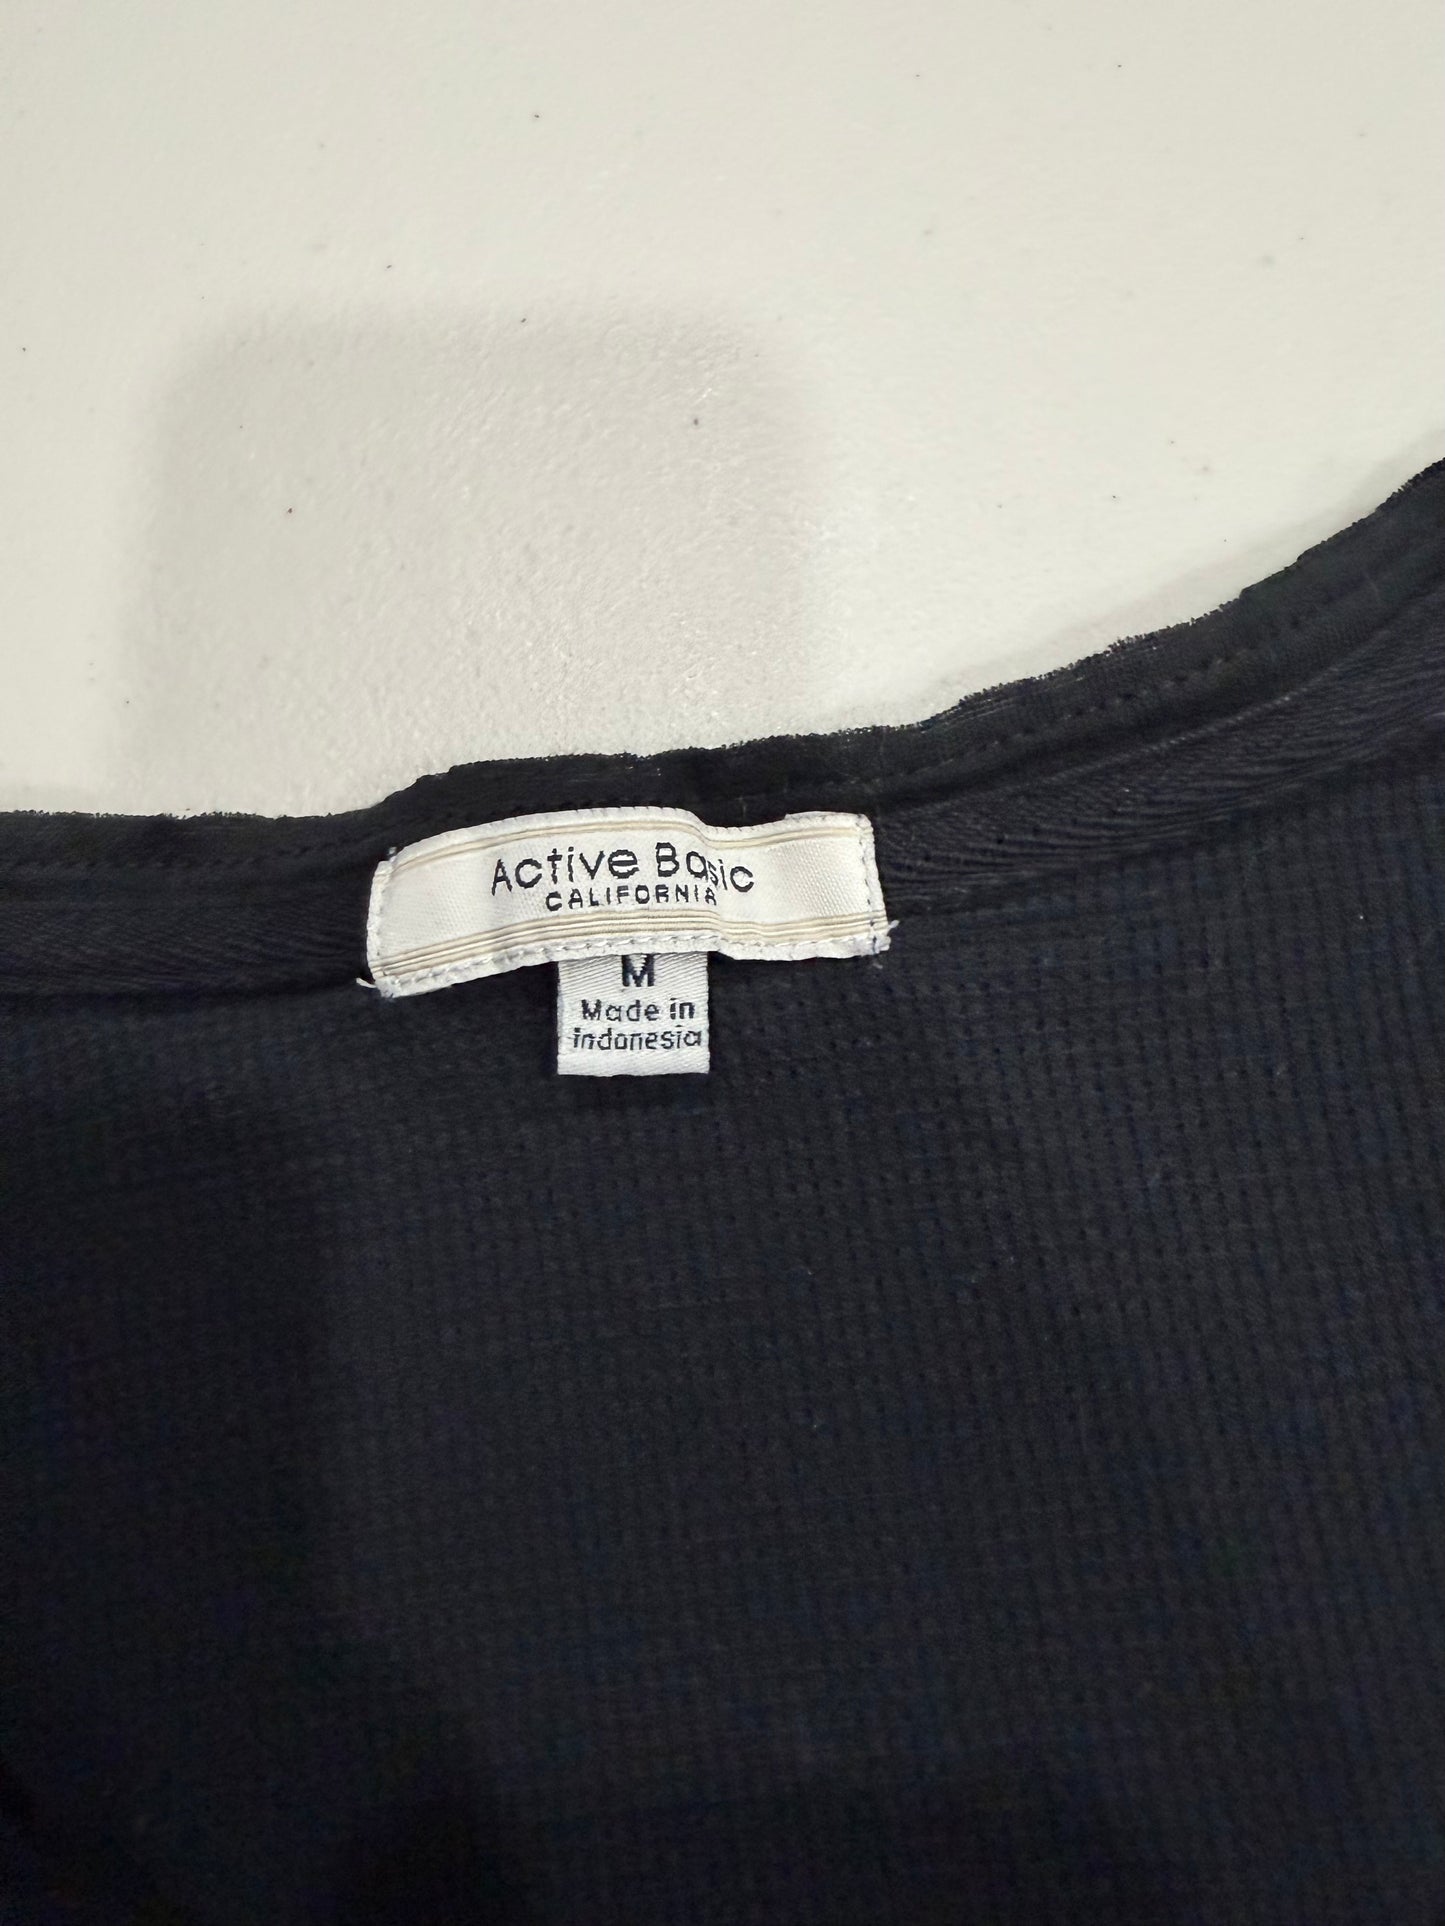 Active Basic
CALIFORNIA
M
Made in
indonesia